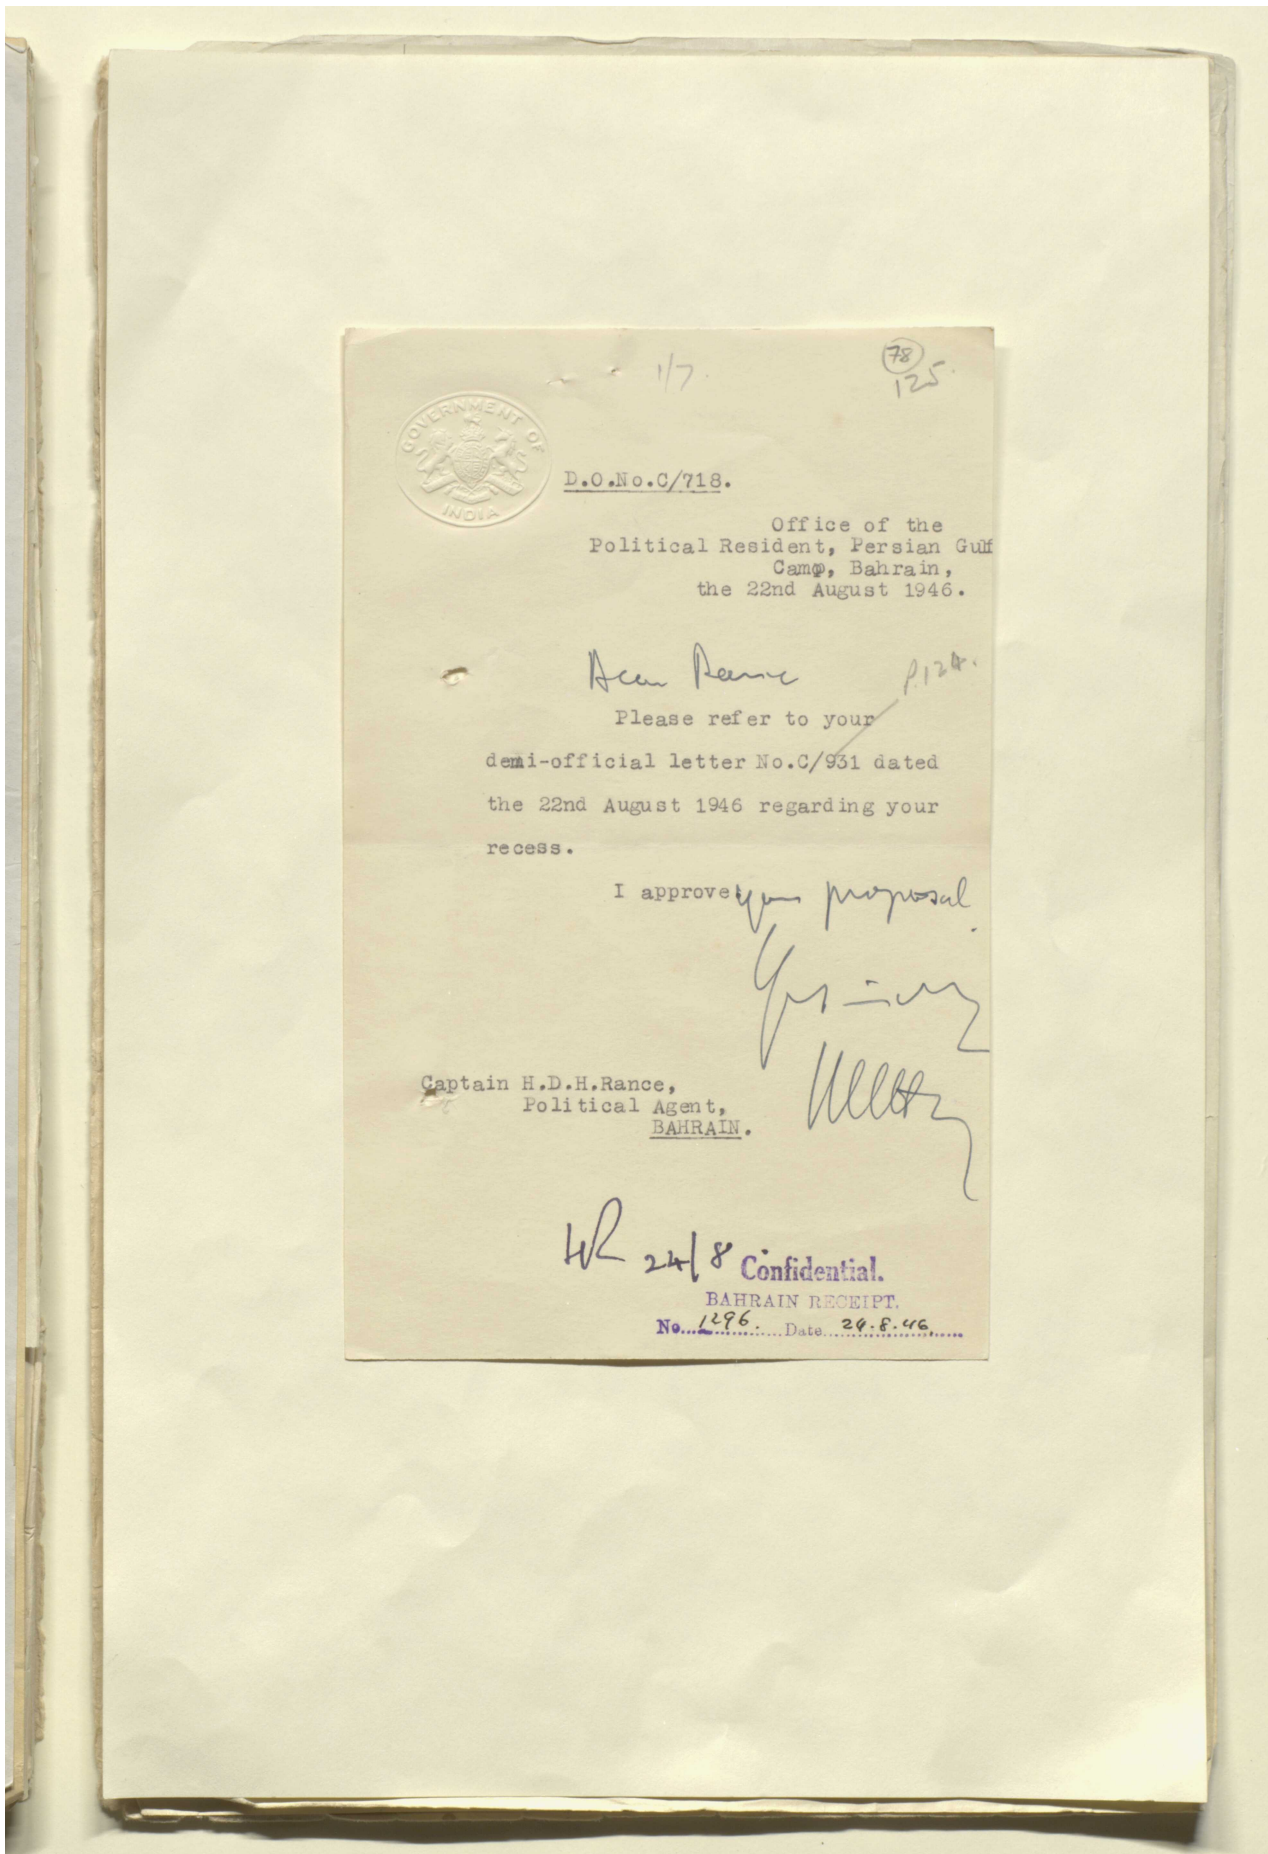 1/7.
78
125.
GOVERNMENT OF
INDIA
D.O.No.C/718.
Office of the
Political Resident, Persian Gulf
Camp, Bahrain,
the 22nd August 1946.
Dear Rance
P.124.
Please refer to your
demi-official letter No.C/931 dated
the 22nd August 1946 regarding your
recess.
I approve your proposal.
Captain H.D.H.Rance,
Political Agent,
BAHRAIN.
HR 24/8
Confidential.
BAHRAIN RECEIPT.
No...1296. Date 24.8.46.